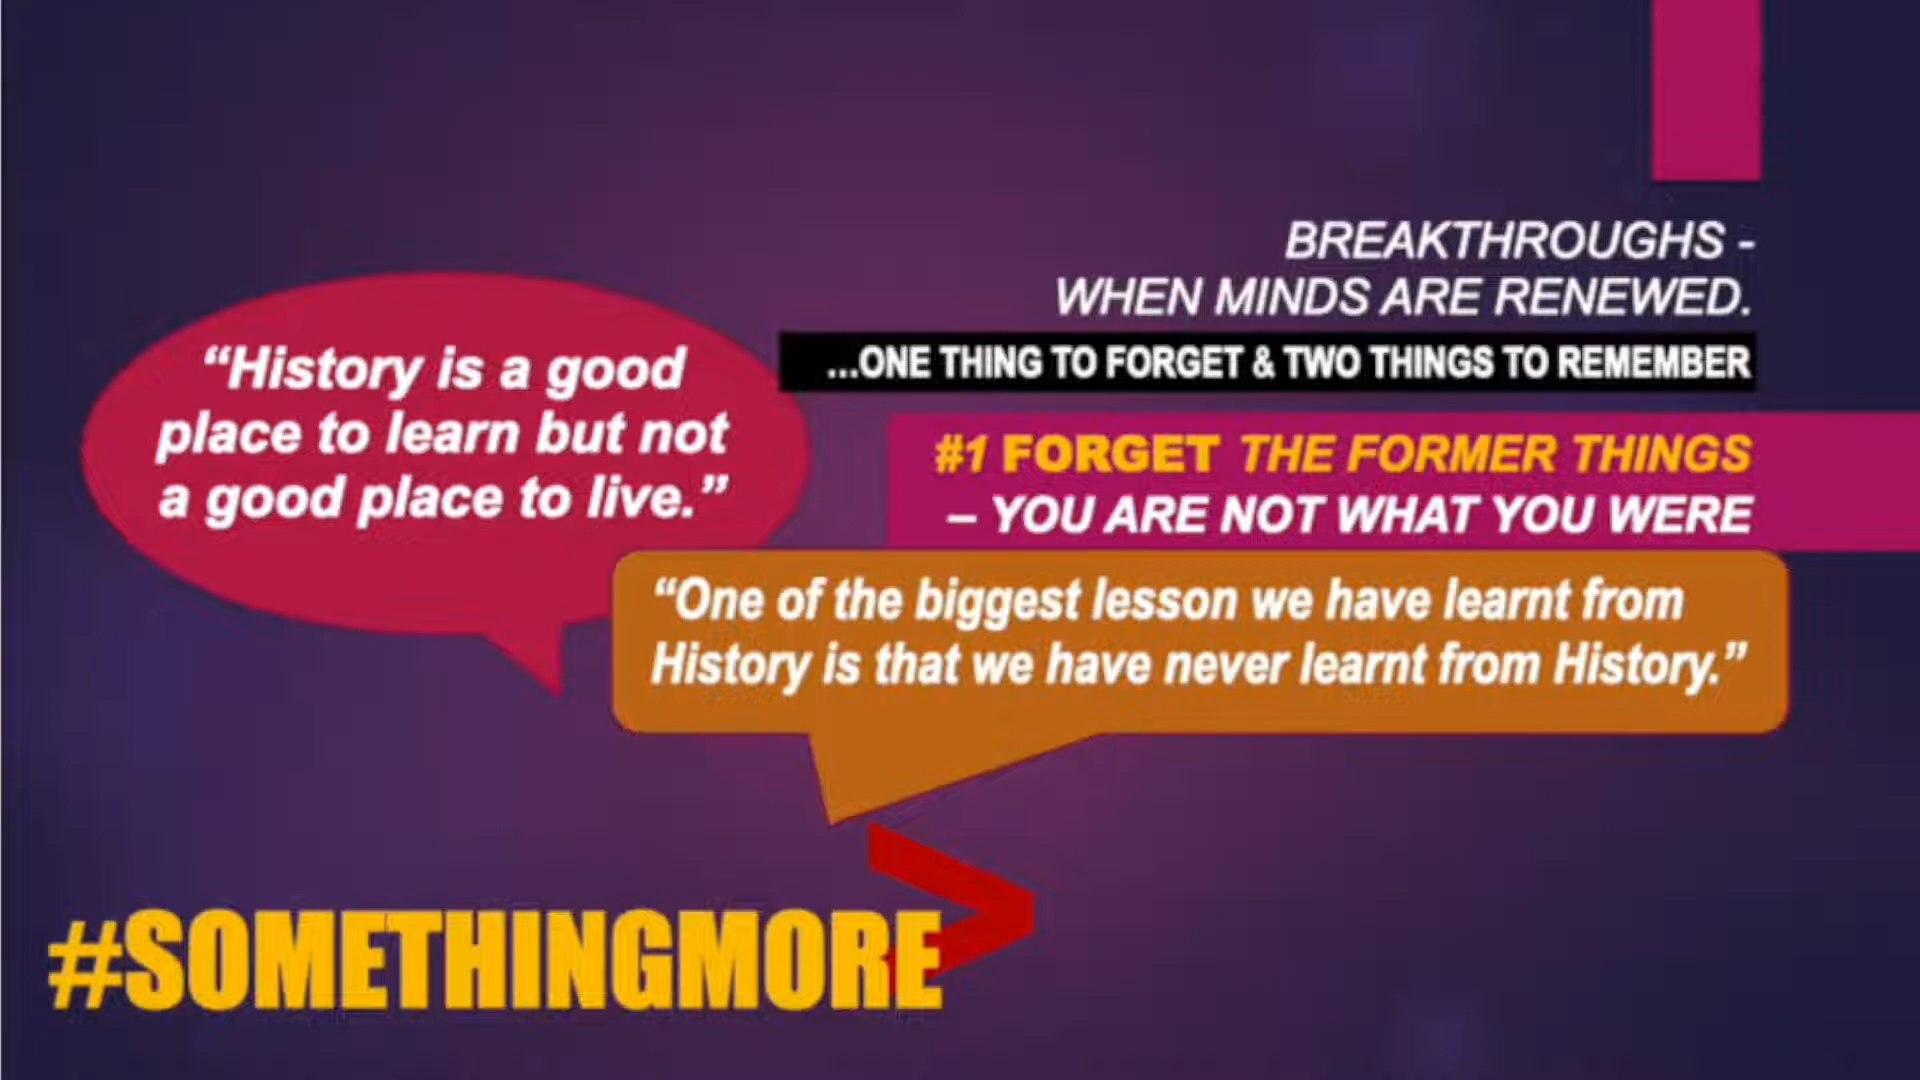 BREAKTHROUGHS -
WHEN MINDS ARE RENEWED.
...ONE THING TO FORGET & TWO THINGS TO REMEMBER
#1 FORGET THE FORMER THINGS
– YOU ARE NOT WHAT YOU WERE
“History is a good
place to learn but not
a good place to live.”
“One of the biggest lesson we have learnt from
History is that we have never learnt from History.”
>
#SOMETHINGMORE